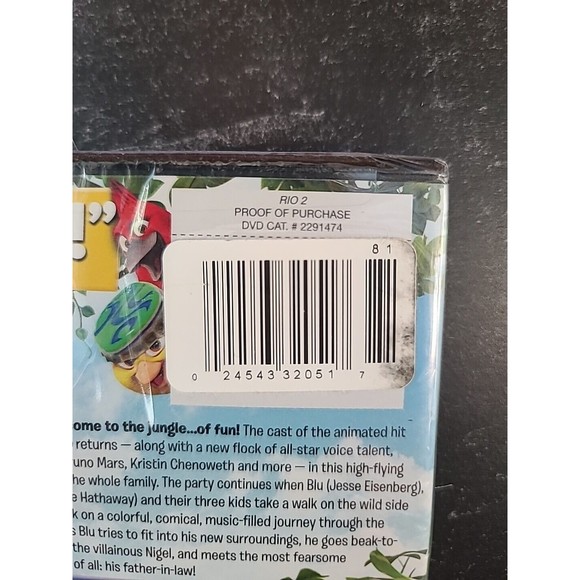 !”
RIO 2
PROOF OF PURCHASE
DVD CAT. # 2291474
81
0 24543 32051 7
ome to the jungle...of fun! The cast of the animated hit
returns — along with a new flock of all-star voice talent,
uno Mars, Kristin Chenoweth and more — in this high-flying
he whole family. The party continues when Blu (Jesse Eisenberg),
e Hathaway) and their three kids take a walk on the wild side
k on a colorful, comical, music-filled journey through the
s Blu tries to fit into his new surroundings, he goes beak-to-
the villainous Nigel, and meets the most fearsome
of all: his father-in-law!